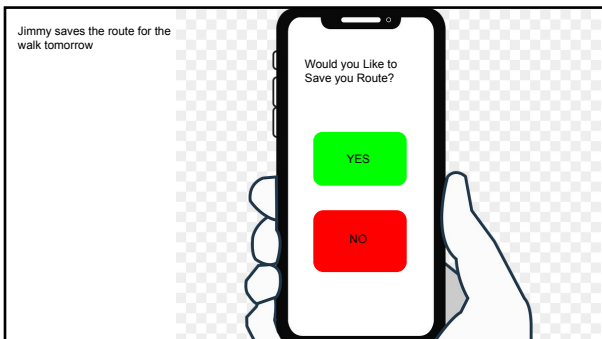 Jimmy saves the route for the
walk tomorrow
Would you Like to
Save you Route?
YES
NO